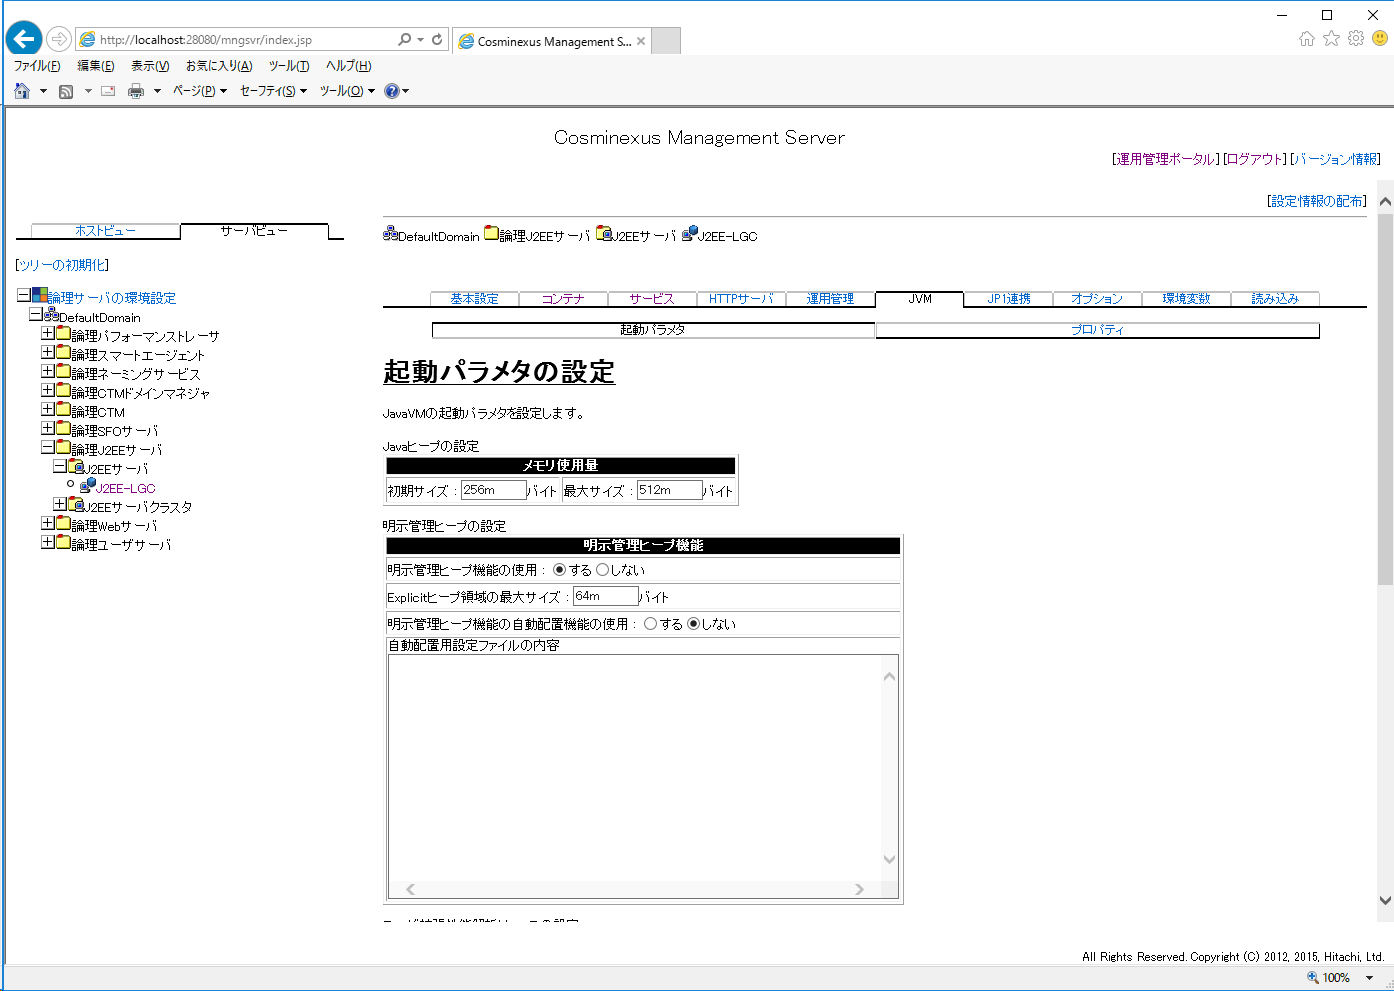 http://localhost:28080/mngsvr/index.jsp
Cosminexus Management S...
ファイル(F) 編集(E) 表示(V) お気に入り(A) ツール(T) ヘルプ(H)
ページ(P) セーフティ(S) ツール(O)
Cosminexus Management Server
[運用管理ポータル] [ログアウト] [バージョン情報]
[設定情報の配布]
ホストビュー サーバビュー
[ツリーの初期化]
論理サーバの環境設定
DefaultDomain
論理パフォーマンストレーサ
論理スマートエージェント
論理ネーミングサービス
論理CTMドメインマネジャ
論理CTM
論理SFOサーバ
論理J2EEサーバ
J2EEサーバ
J2EE-LGC
J2EEサーバクラスタ
論理Webサーバ
論理ユーザサーバ
DefaultDomain 論理J2EEサーバ J2EEサーバ J2EE-LGC
基本設定 コンテナ サービス HTTPサーバ 運用管理 JVM JP1連携 オプション 環境変数 読み込み
起動パラメタ プロパティ
起動パラメタの設定
JavaVMの起動パラメタを設定します。
Javaヒープの設定
メモリ使用量
初期サイズ : 256m バイト 最大サイズ : 512m バイト
明示管理ヒープの設定
明示管理ヒープ機能
明示管理ヒープ機能の使用 : する しない
Explicitヒープ領域の最大サイズ : 64m バイト
明示管理ヒープ機能の自動配置機能の使用 : する しない
自動配置用設定ファイルの内容
All Rights Reserved. Copyright (C) 2012, 2015, Hitachi, Ltd.
100%